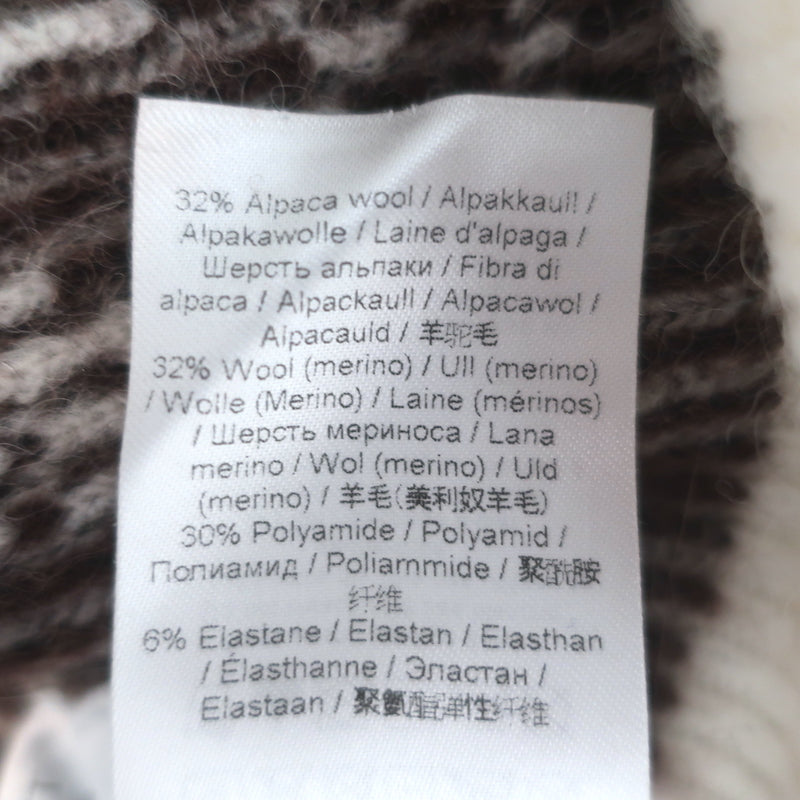 32% Alpaca wool / Alpakkaull /
Alpakawolle / Laine d'alpaga /
Шерсть альпаки / Fibra di
alpaca / Alpackaull / Alpacawol /
Alpacauld / 羊驼毛
32% Wool (merino) / Ull (merino)
/ Wolle (Merino) / Laine (mérinos)
/ Шерсть мериноса / Lana
merino / Wol (merino) / Uld
(merino) / 羊毛(美利奴羊毛)
30% Polyamide / Polyamid /
Полиамид / Poliammide / 聚酰胺
纤维
6% Elastane / Elastan / Elasthan
/ Élasthanne / Эластан /
Elastaan / 聚氨酯弹性纤维